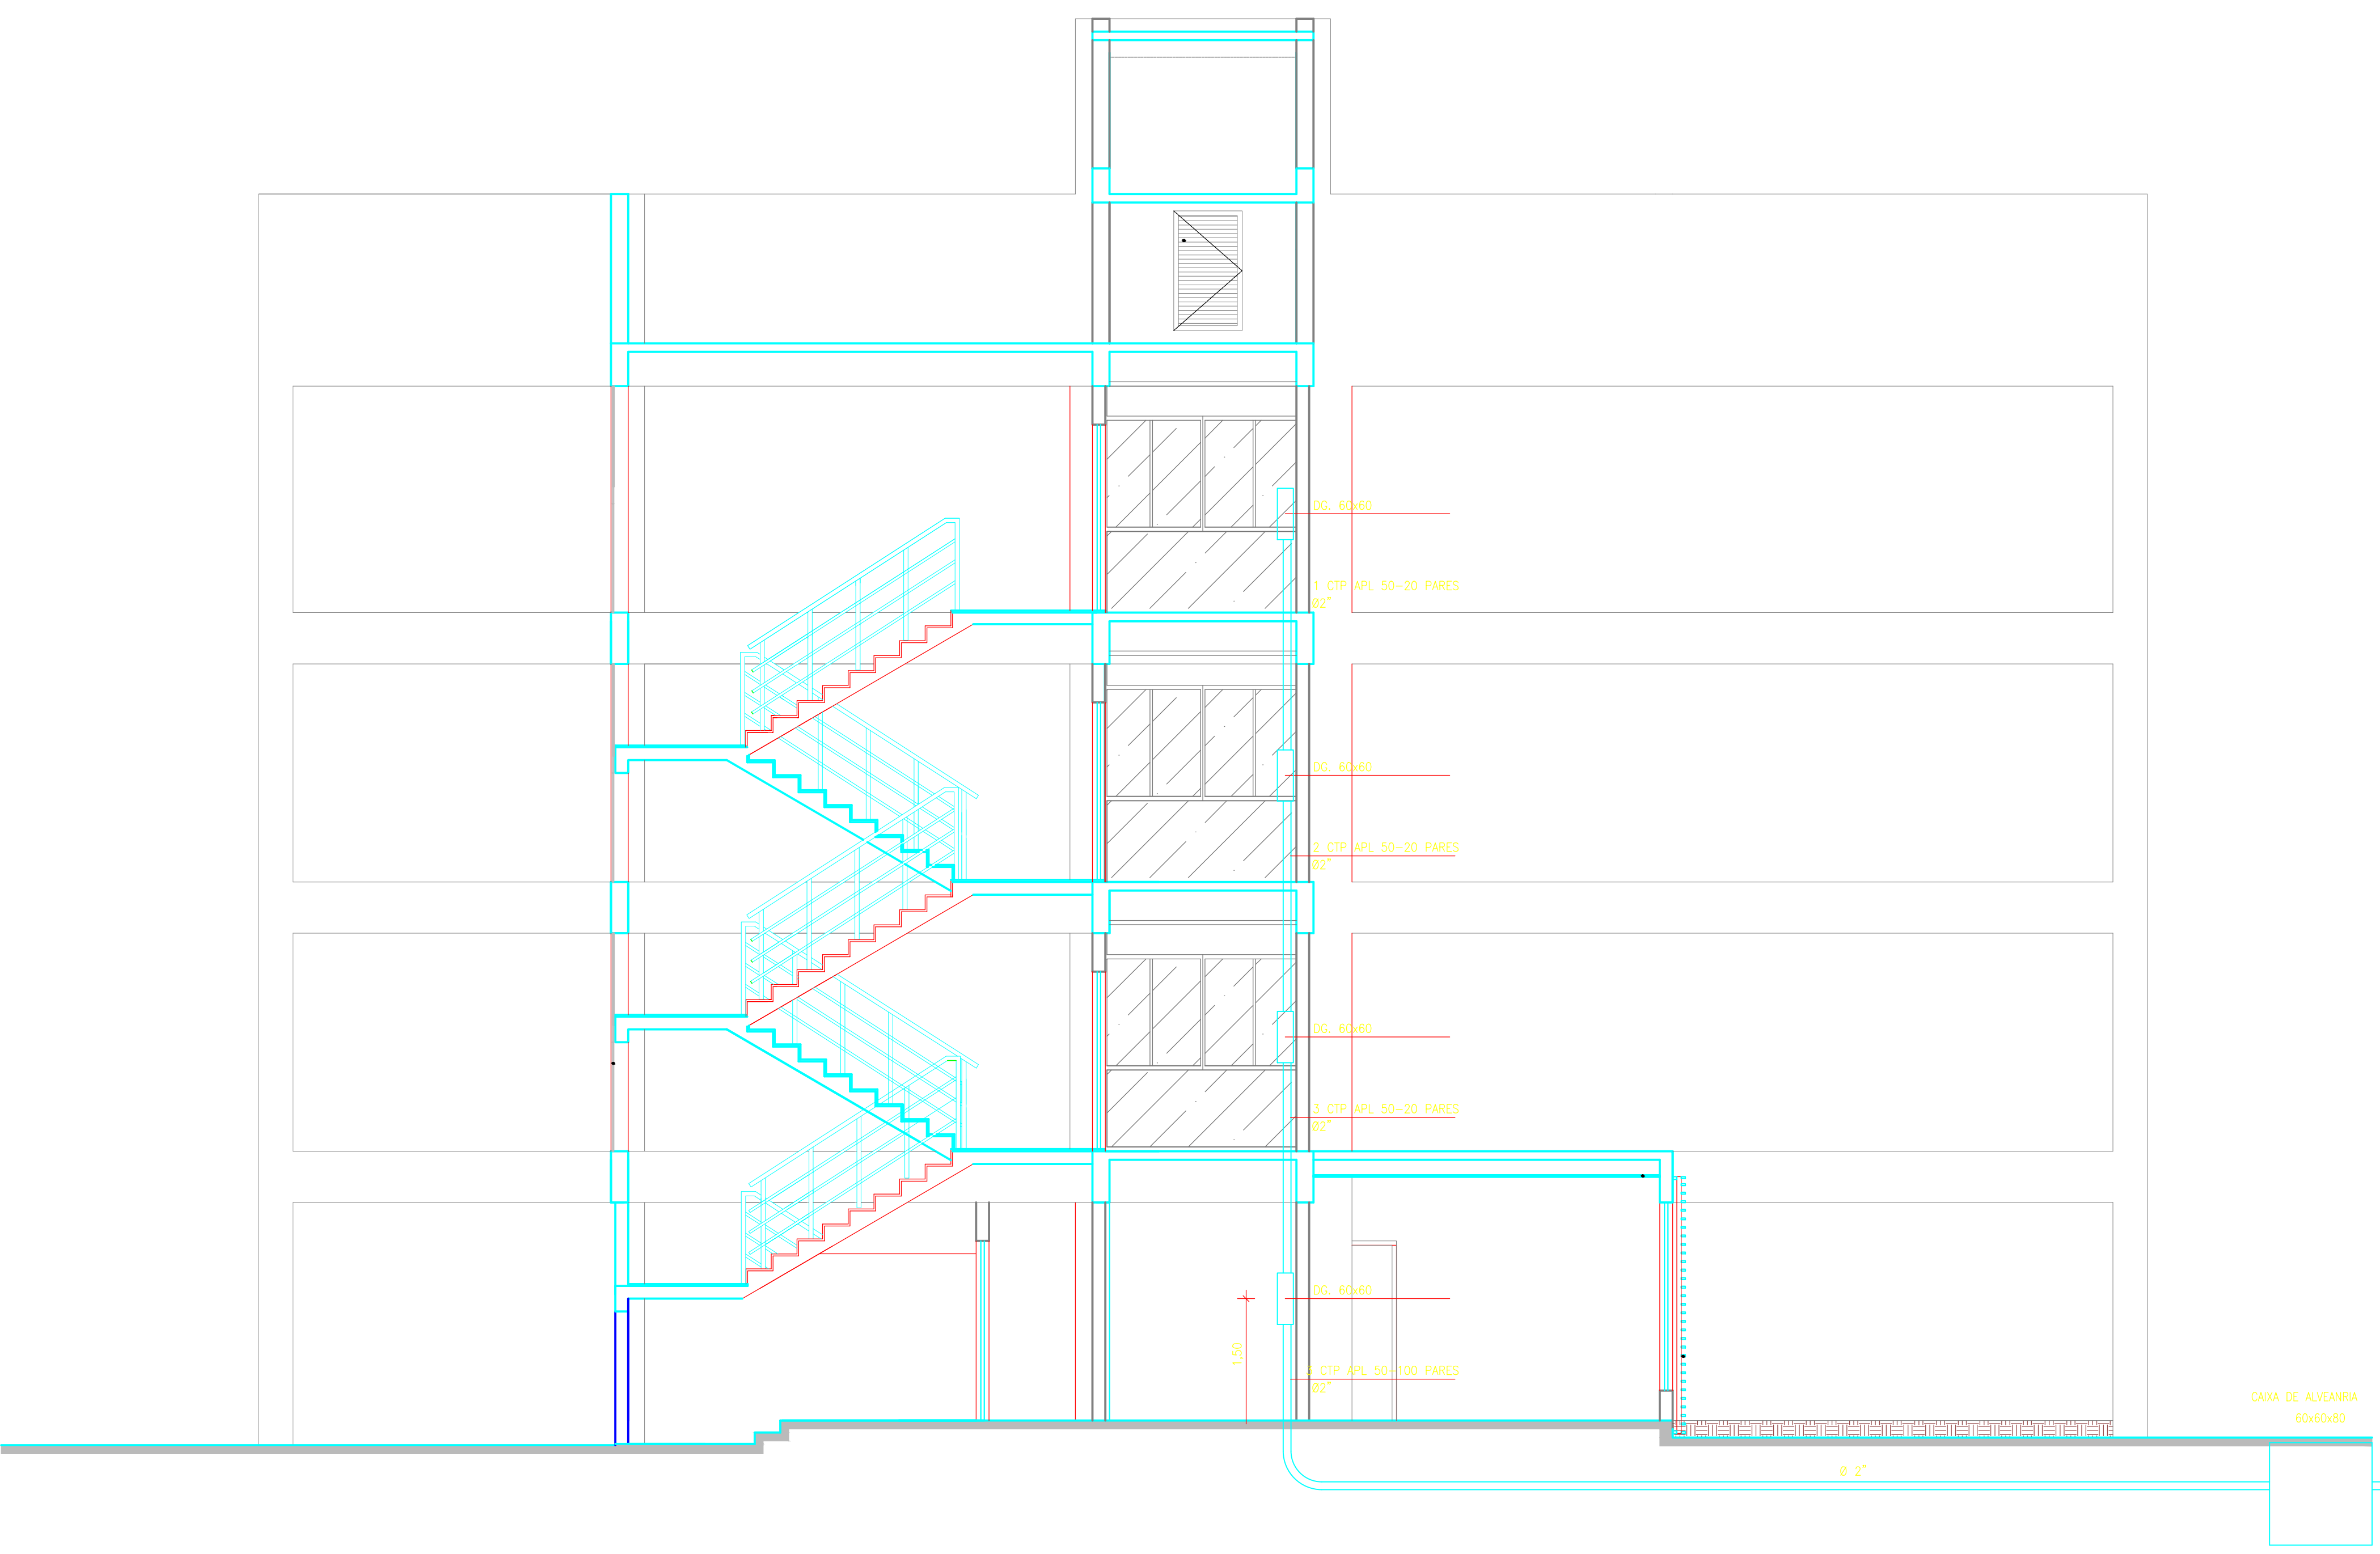 DG. 60x60
1 CTP APL 50-20 PARES
Ø2"
DG. 60x60
2 CTP APL 50-20 PARES
Ø2"
DG. 60x60
3 CTP APL 50-20 PARES
Ø2"
DG. 60x60
1,50
CTP APL 50-100 PARES
Ø2"
CAIXA DE ALVEANRIA
60x60x80
Ø 2"